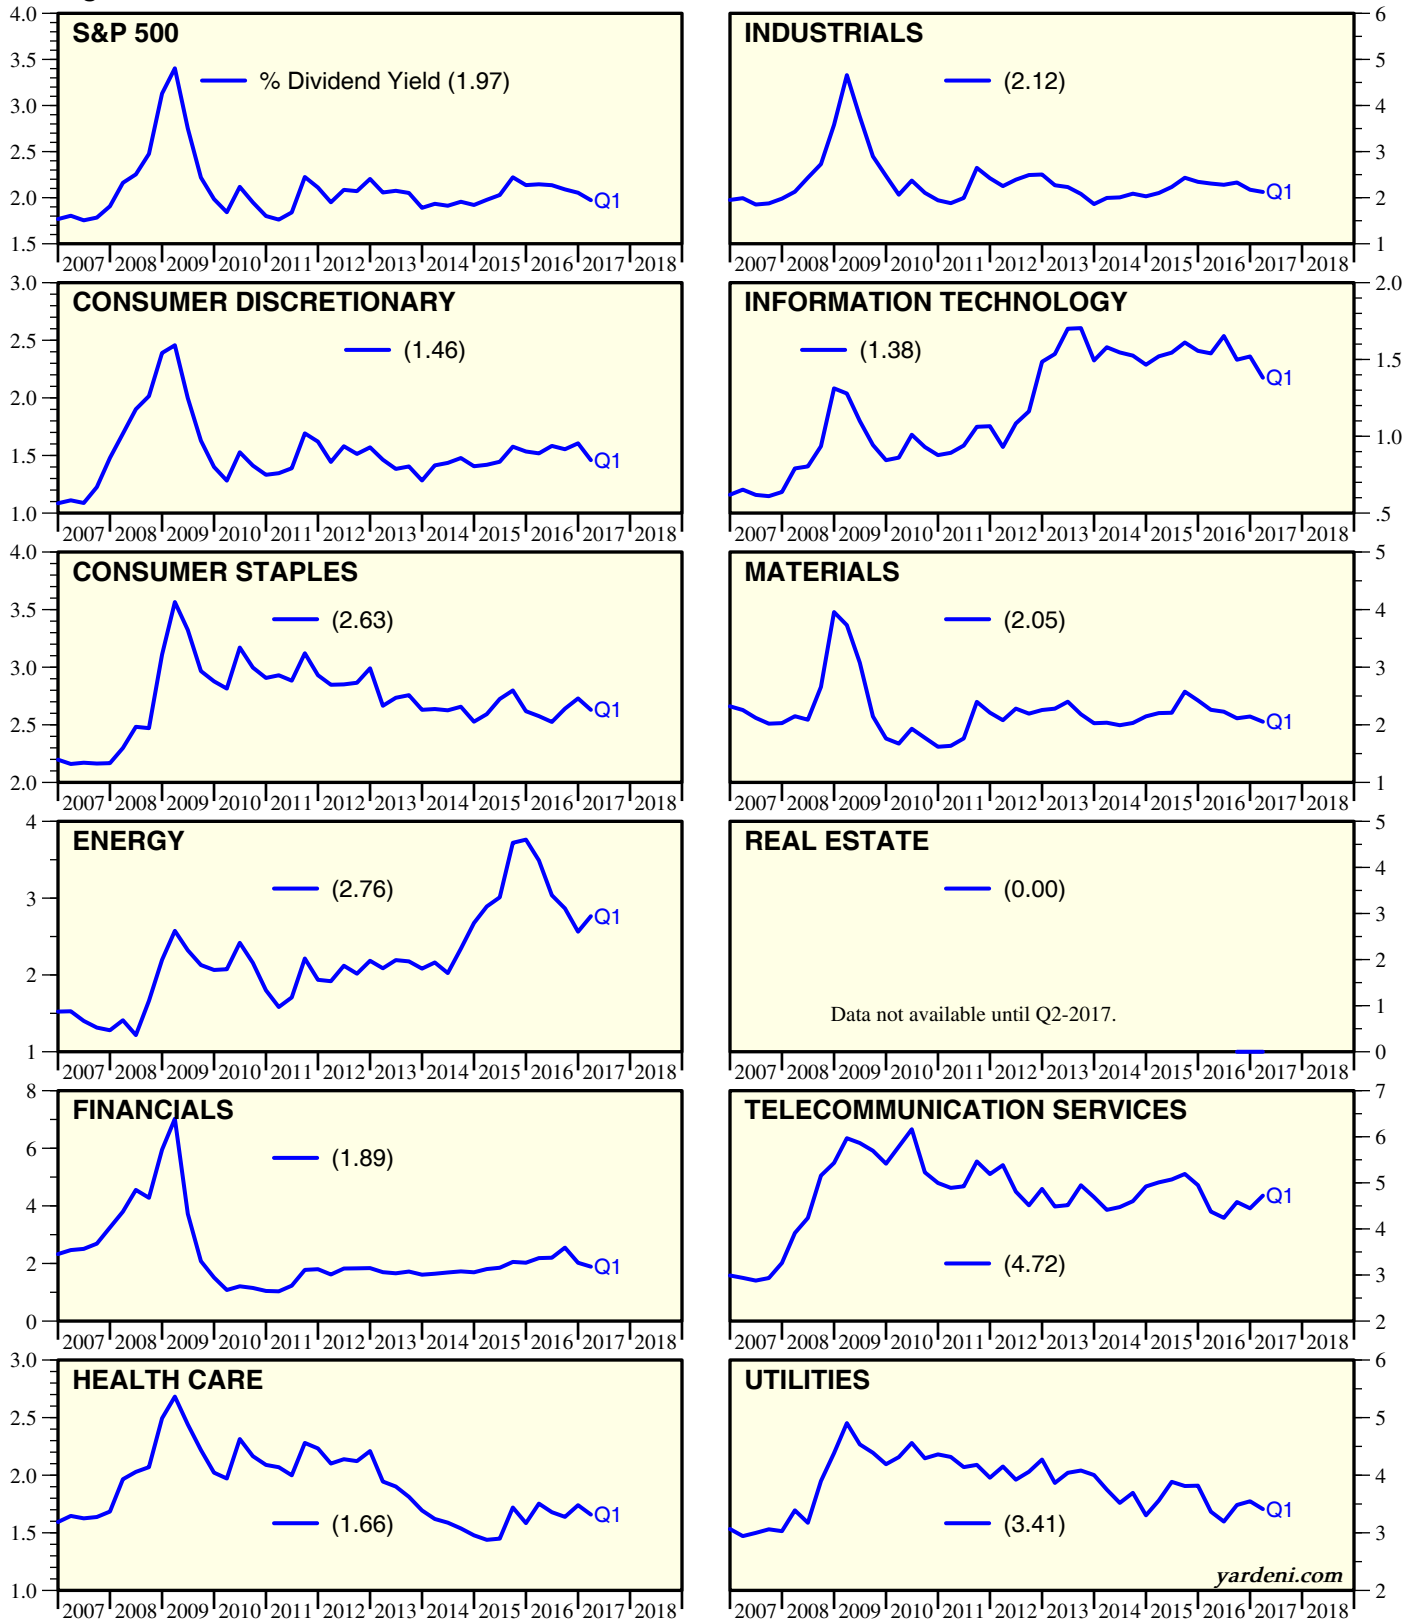 4.0
3.5
3.0
2.5
2.0
1.5
S&P 500
% Dividend Yield (1.97)
Q1
2007 2008 2009 2010 2011 2012 2013 2014 2015 2016 2017 2018
INDUSTRIALS
(2.12)
Q1
6
5
4
3
2
1
2007 2008 2009 2010 2011 2012 2013 2014 2015 2016 2017 2018
3.0
2.5
2.0
1.5
1.0
CONSUMER DISCRETIONARY
(1.46)
Q1
2007 2008 2009 2010 2011 2012 2013 2014 2015 2016 2017 2018
INFORMATION TECHNOLOGY
(1.38)
Q1
2.0
1.5
1.0
.5
2007 2008 2009 2010 2011 2012 2013 2014 2015 2016 2017 2018
4.0
3.5
3.0
2.5
2.0
CONSUMER STAPLES
(2.63)
Q1
2007 2008 2009 2010 2011 2012 2013 2014 2015 2016 2017 2018
MATERIALS
(2.05)
Q1
5
4
3
2
1
2007 2008 2009 2010 2011 2012 2013 2014 2015 2016 2017 2018
4
3
2
1
ENERGY
(2.76)
Q1
2007 2008 2009 2010 2011 2012 2013 2014 2015 2016 2017 2018
REAL ESTATE
(0.00)
Data not available until Q2-2017.
5
4
3
2
1
0
2007 2008 2009 2010 2011 2012 2013 2014 2015 2016 2017 2018
8
6
4
2
0
FINANCIALS
(1.89)
Q1
2007 2008 2009 2010 2011 2012 2013 2014 2015 2016 2017 2018
TELECOMMUNICATION SERVICES
Q1
(4.72)
7
6
5
4
3
2
2007 2008 2009 2010 2011 2012 2013 2014 2015 2016 2017 2018
3.0
2.5
2.0
1.5
1.0
HEALTH CARE
Q1
(1.66)
2007 2008 2009 2010 2011 2012 2013 2014 2015 2016 2017 2018
UTILITIES
Q1
(3.41)
yardeni.com
6
5
4
3
2
2007 2008 2009 2010 2011 2012 2013 2014 2015 2016 2017 2018